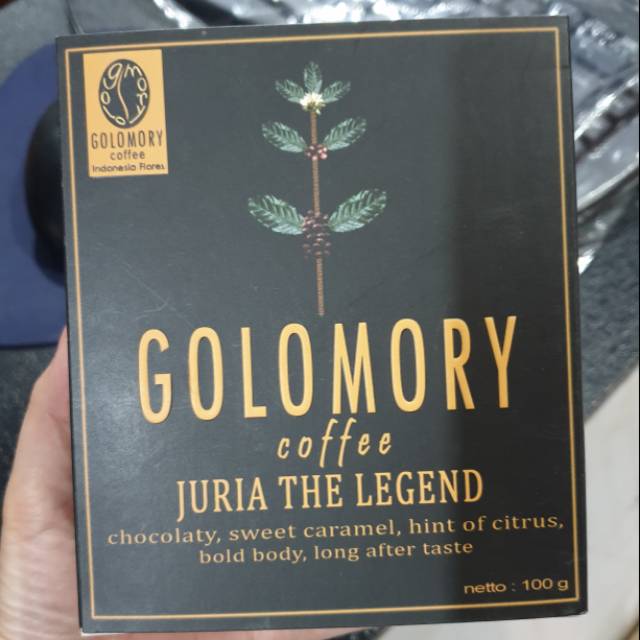 GOLOMORY
coffee
Indonesia Flores
GOLOMORY
coffee
JURIA THE LEGEND
chocolaty, sweet caramel, hint of citrus,
bold body, long after taste
netto : 100 g